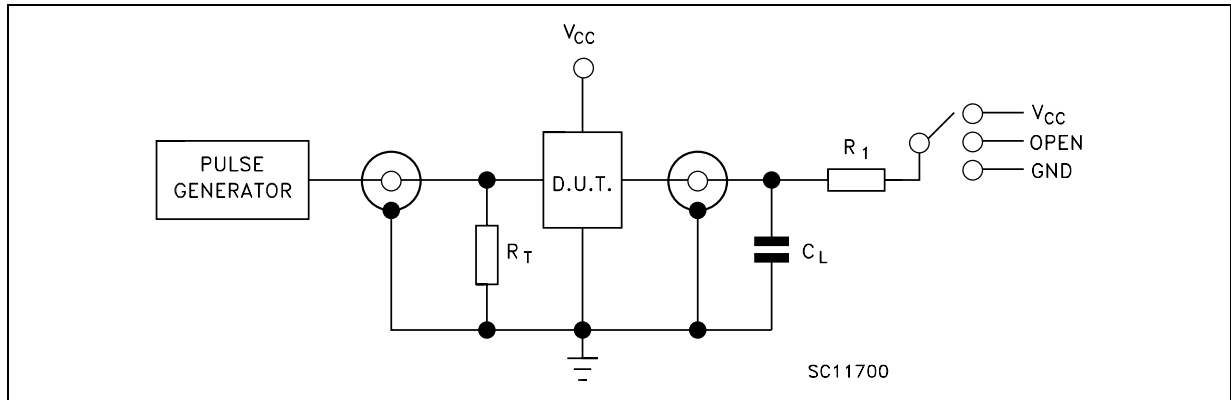 VCC
PULSE
GENERATOR
D.U.T.
R1
VCC
OPEN
GND
RT
CL
SC11700